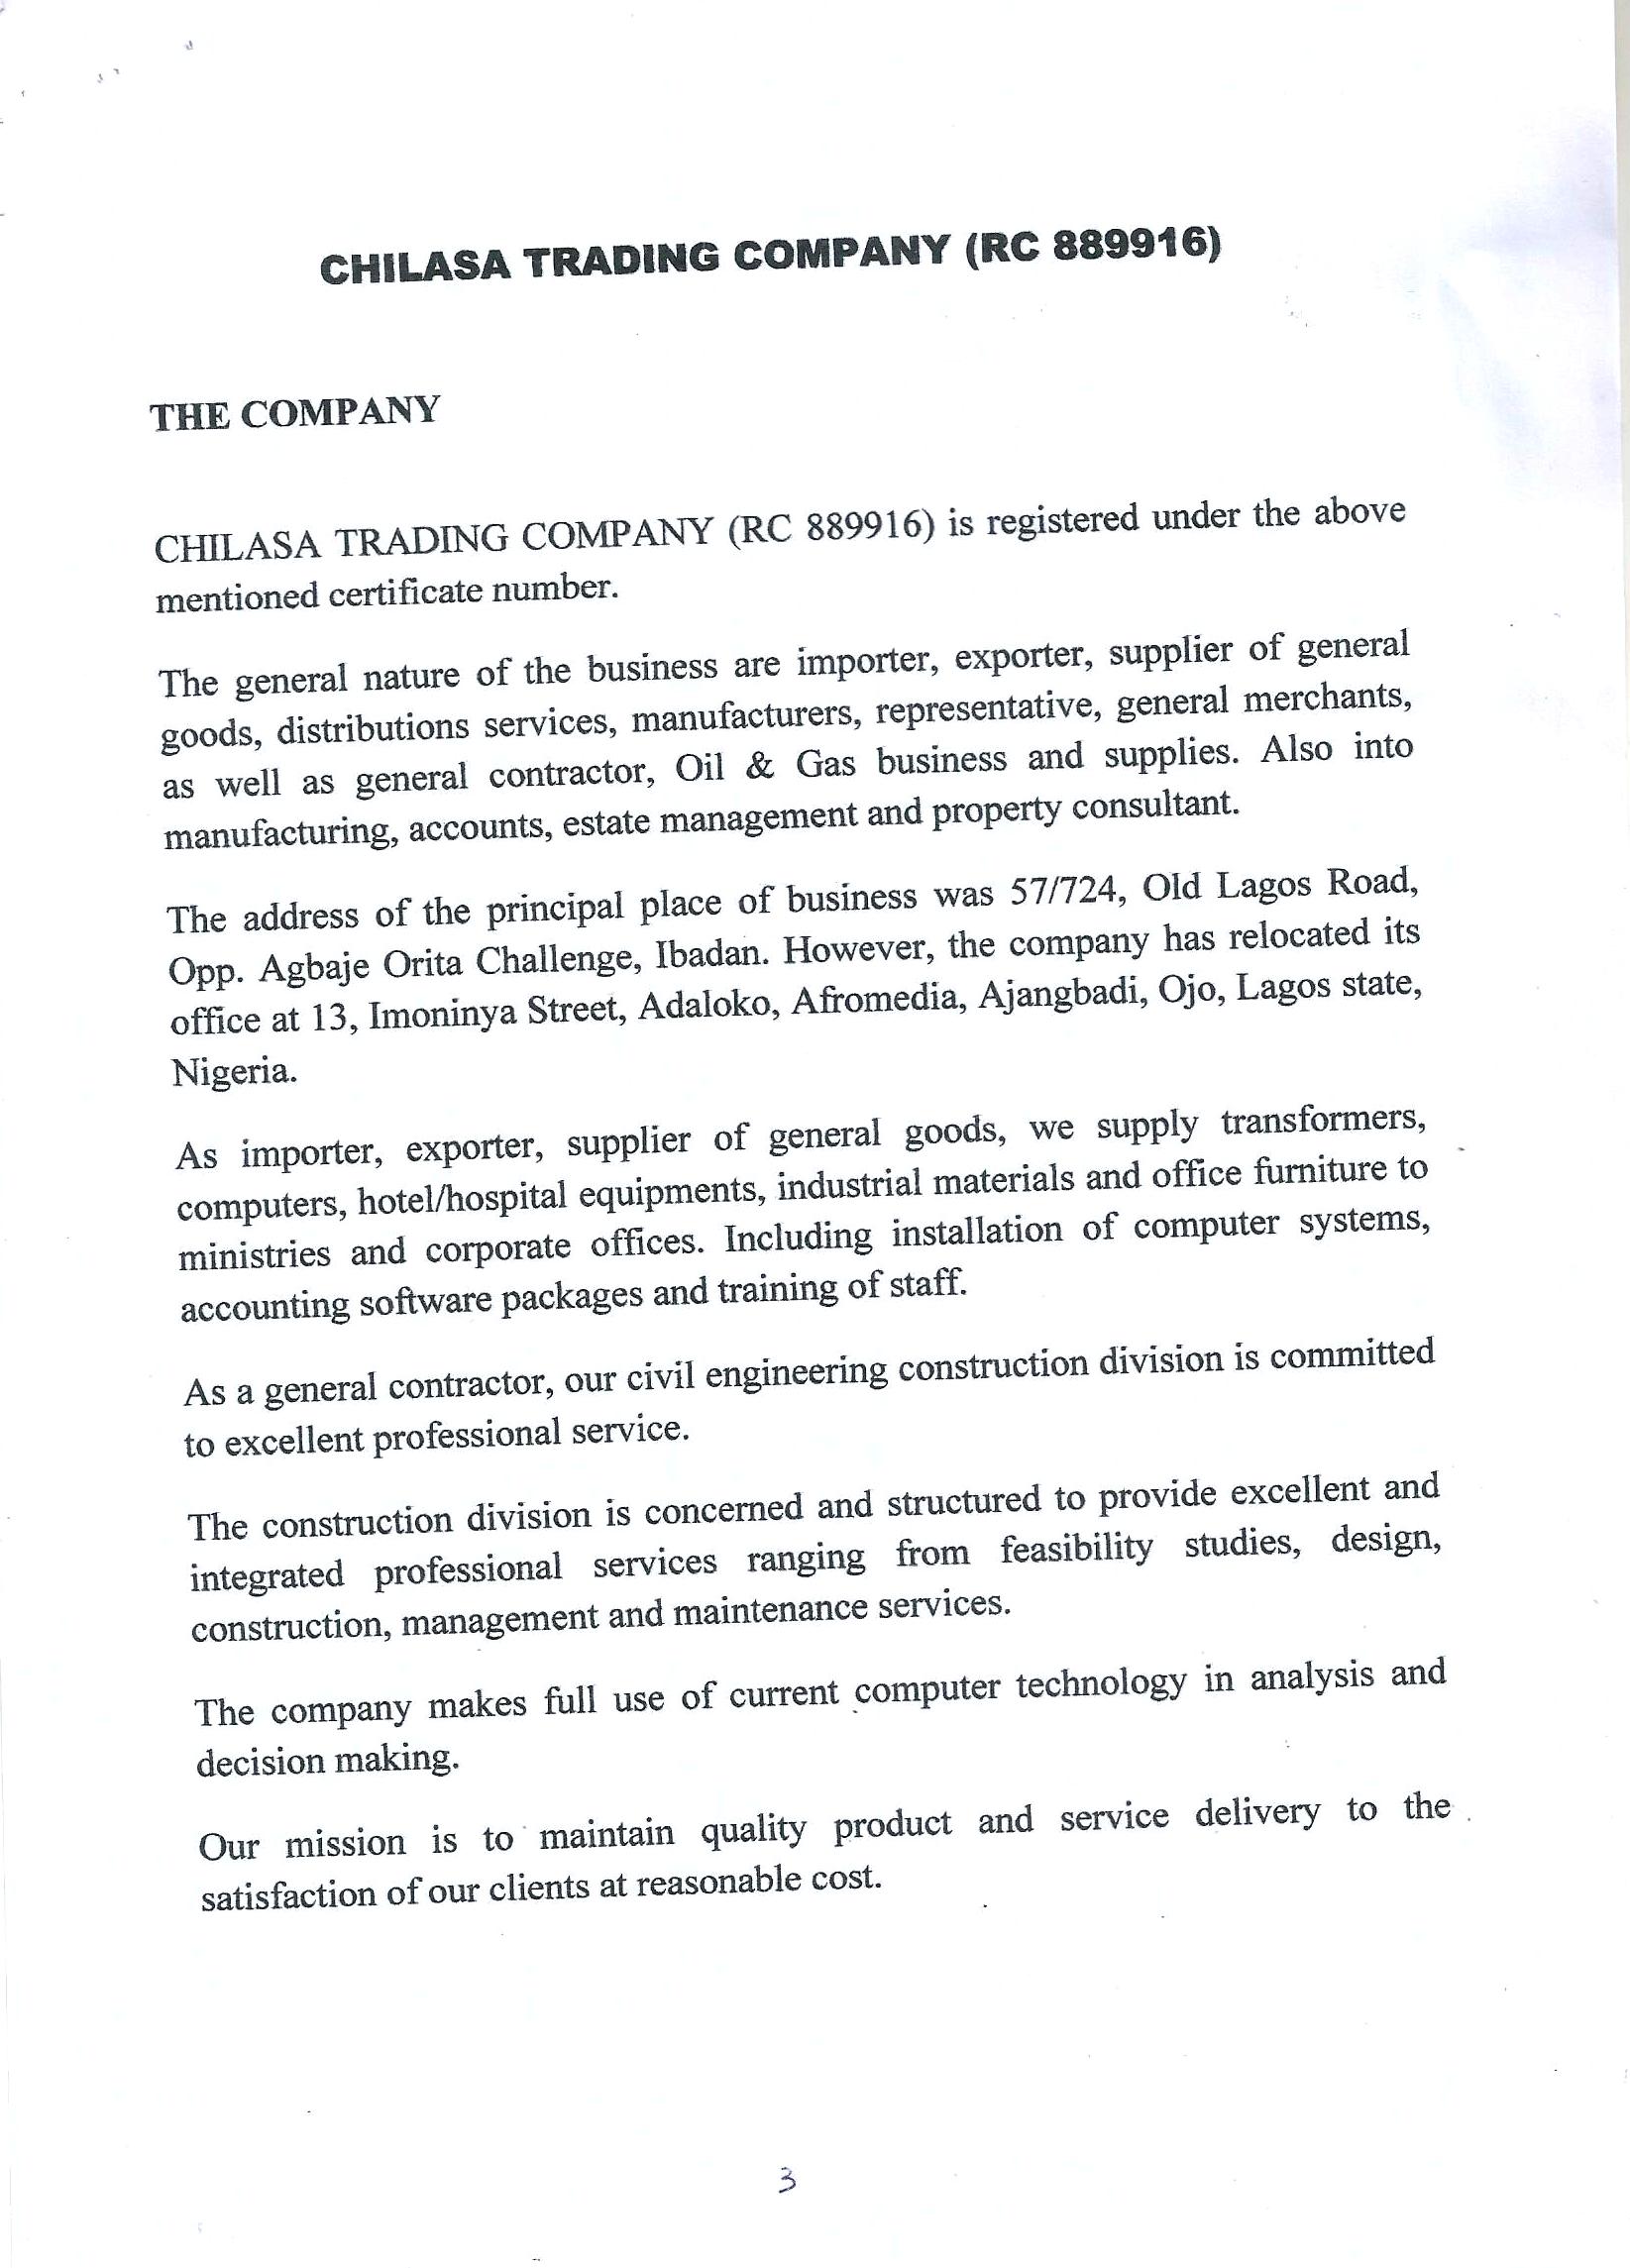 CHILASA TRADING COMPANY (RC 889916)
THE COMPANY
CHILASA TRADING COMPANY (RC 889916) is registered under the above
mentioned certificate number.
The general nature of the business are importer, exporter, supplier of general
goods, distributions services, manufacturers, representative, general merchants,
as well as general contractor, Oil & Gas business and supplies. Also into
manufacturing, accounts, estate management and property consultant.
The address of the principal place of business was 57/724, Old Lagos Road,
Opp. Agbaje Orita Challenge, Ibadan. However, the company has relocated its
office at 13, Imoninya Street, Adaloko, Afromedia, Ajangbadi, Ojo, Lagos state,
Nigeria.
As importer, exporter, supplier of general goods, we supply transformers,
computers, hotel/hospital equipments, industrial materials and office furniture to
ministries and corporate offices. Including installation of computer systems,
accounting software packages and training of staff.
As a general contractor, our civil engineering construction division is committed
to excellent professional service.
The construction division is concerned and structured to provide excellent and
integrated professional services ranging from feasibility studies, design,
construction, management and maintenance services.
The company makes full use of current computer technology in analysis and
decision making.
Our mission is to maintain quality product and service delivery to the
satisfaction of our clients at reasonable cost.
3